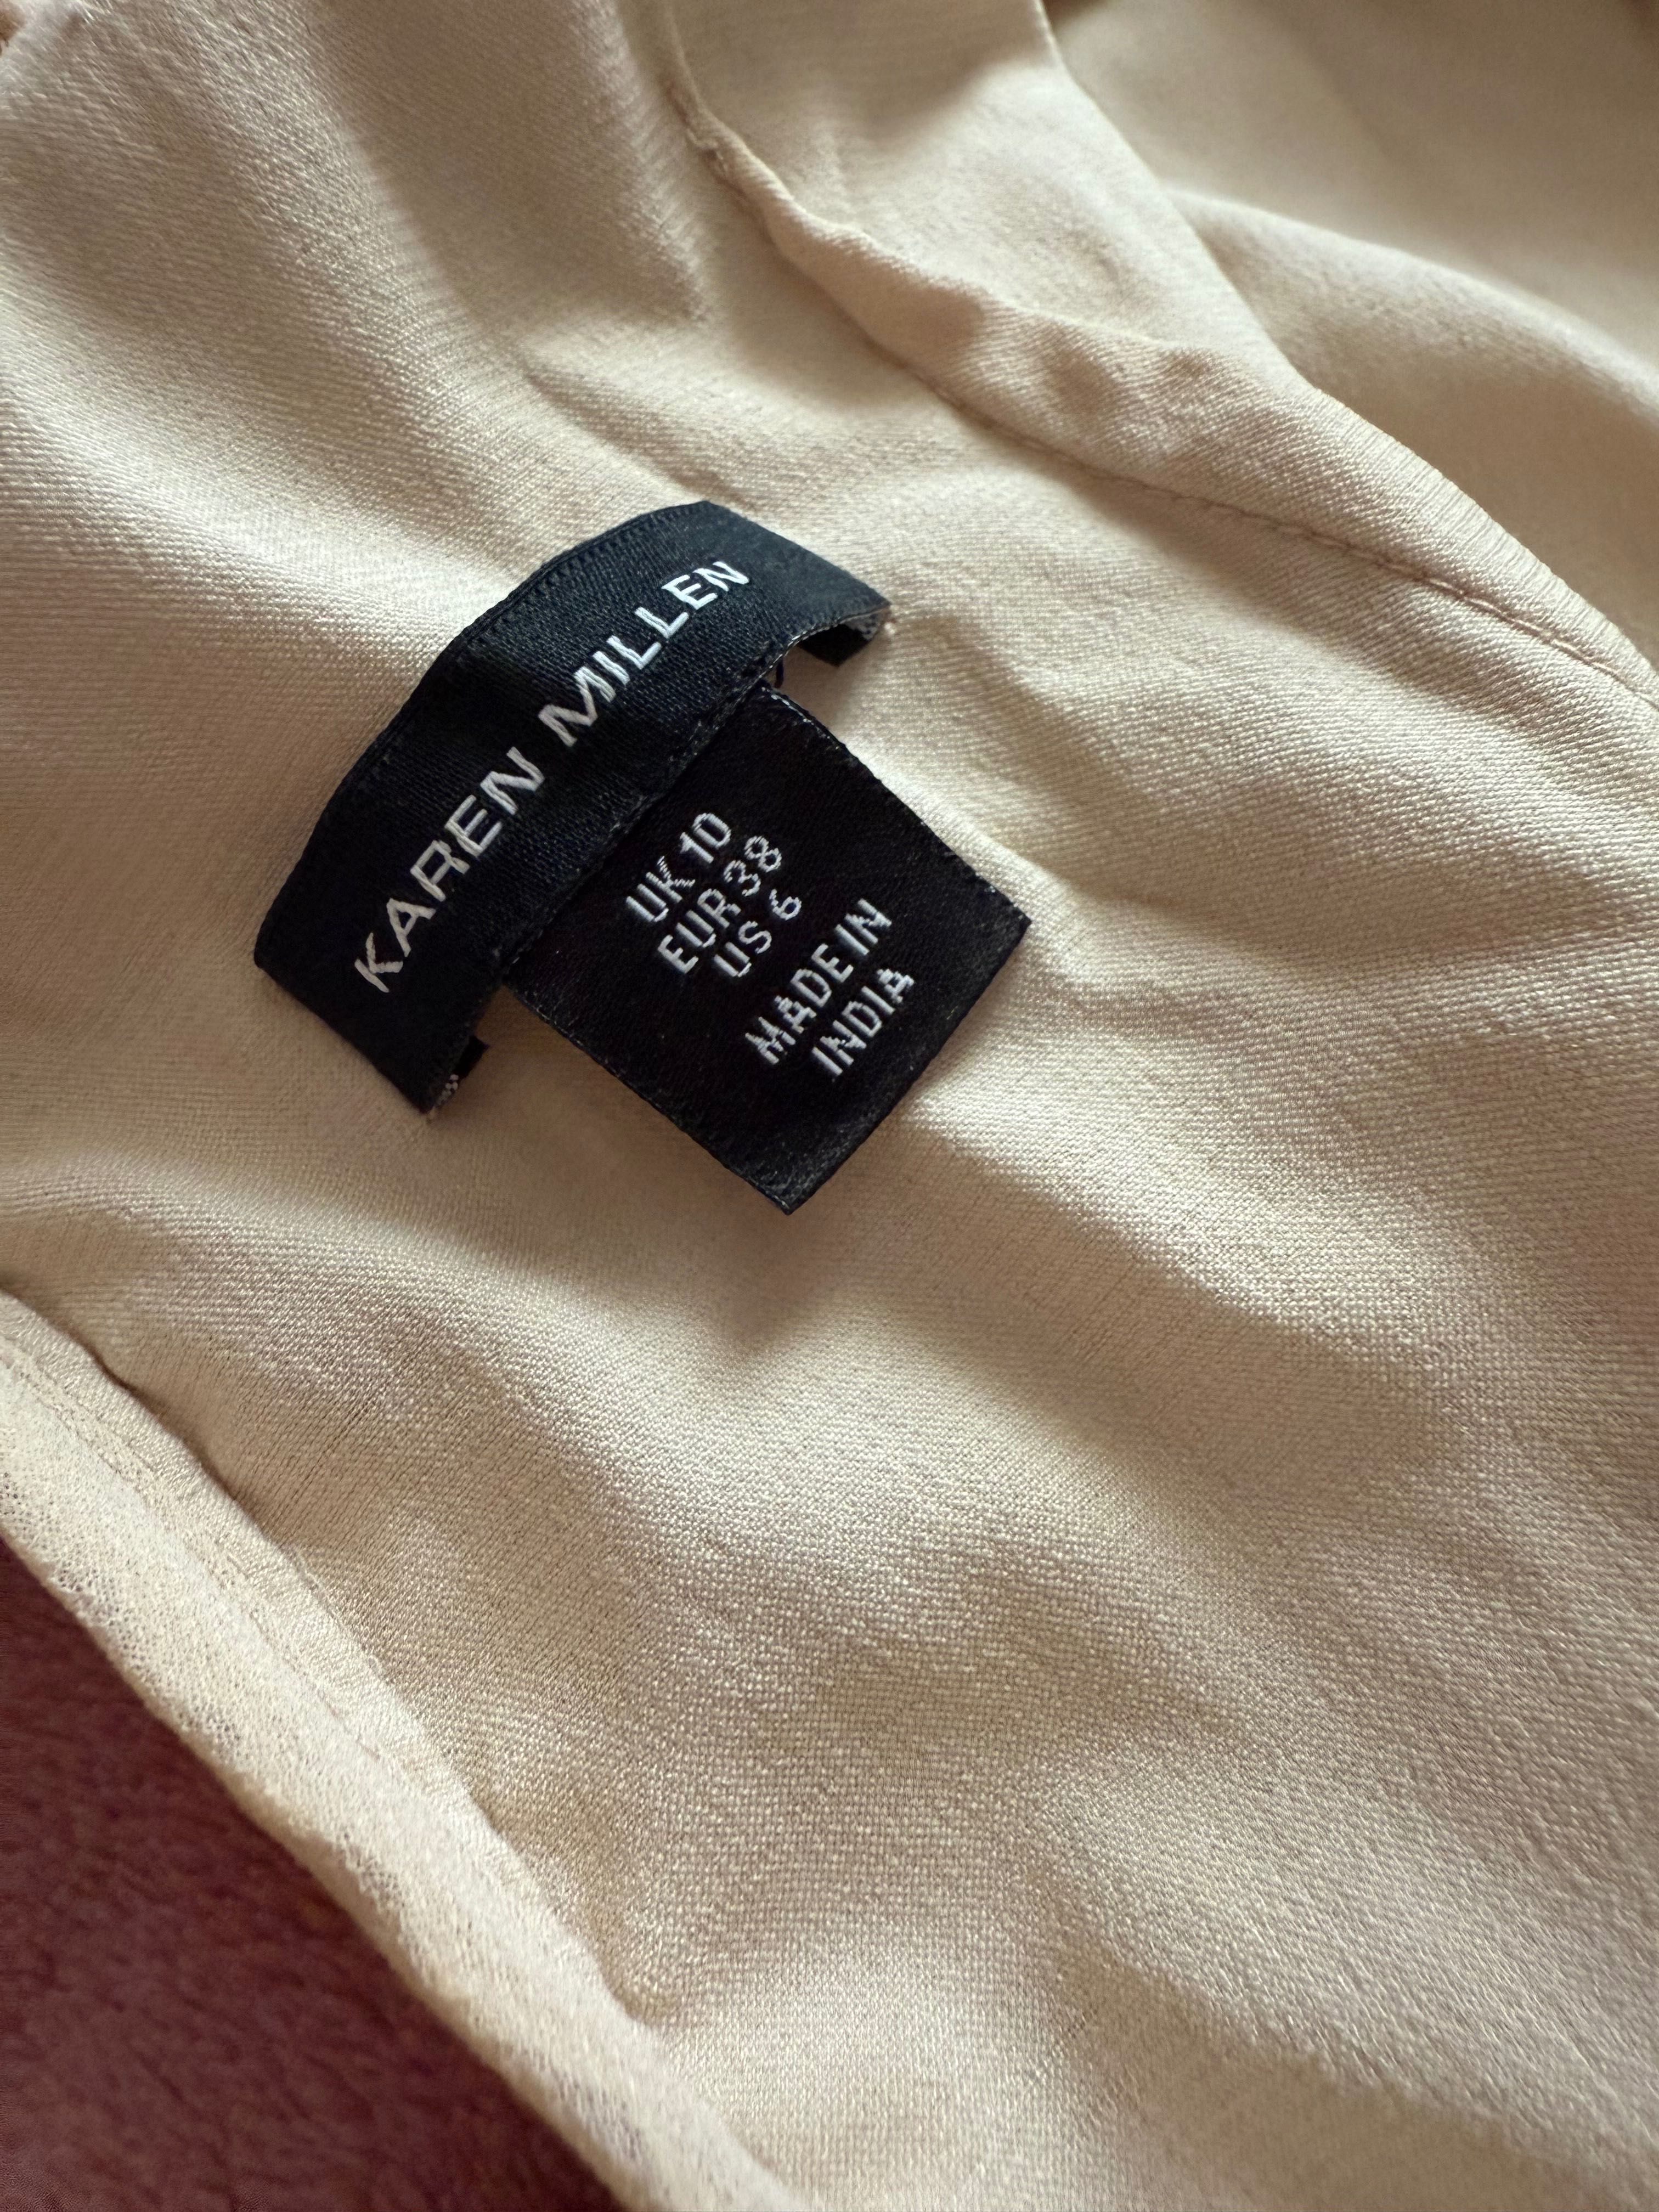 KAREN MILLEN
UK 10
EUR 38
US 6
MADE IN
INDIA